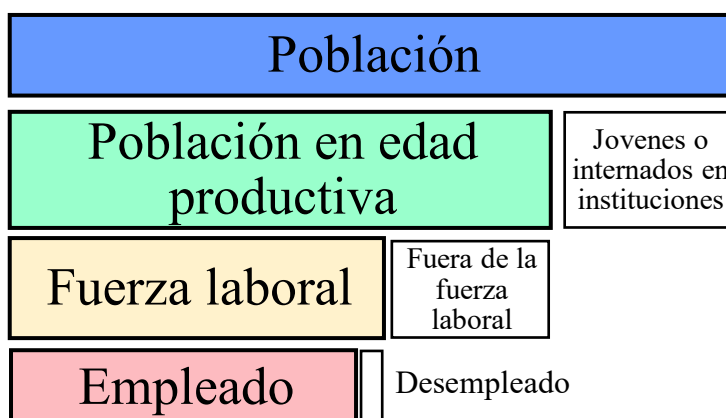 Población
Población en edad
productiva
Jovenes o
internados en
instituciones
Fuerza laboral
Fuera de la
fuerza
laboral
Empleado
Desempleado